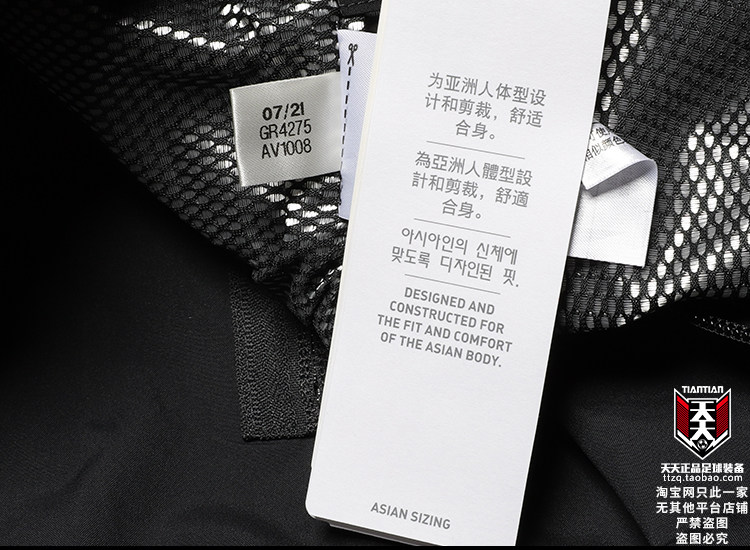 07/21
GR4275
AV1008
为亚洲人体型设
计和剪裁，舒适
合身。
為亞洲人體型設
計和剪裁，舒適
合身。
아시아인의 신체에
맞도록 디자인된 핏.
DESIGNED AND
CONSTRUCTED FOR
THE FIT AND COMFORT
OF THE ASIAN BODY.
ASIAN SIZING
TIANTIAN
天天
天天正品足球装备
ttzq.taobao.com
淘宝网只此一家
无其他平台店铺
严禁盗图
盗图必究